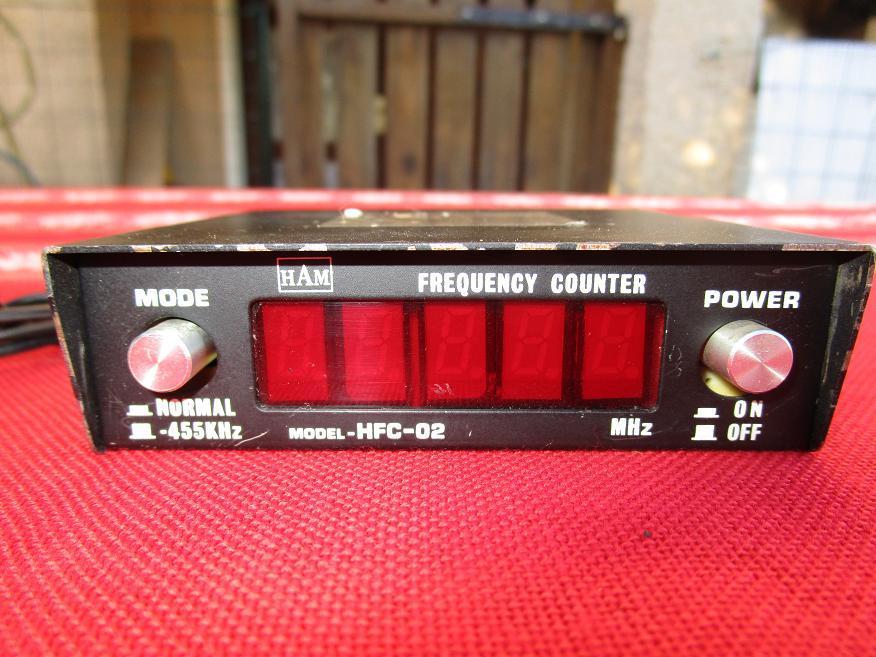 HAM
FREQUENCY COUNTER
MODE
POWER
NORMAL
-455KHz
MODEL-HFC-02
MHz
ON
OFF